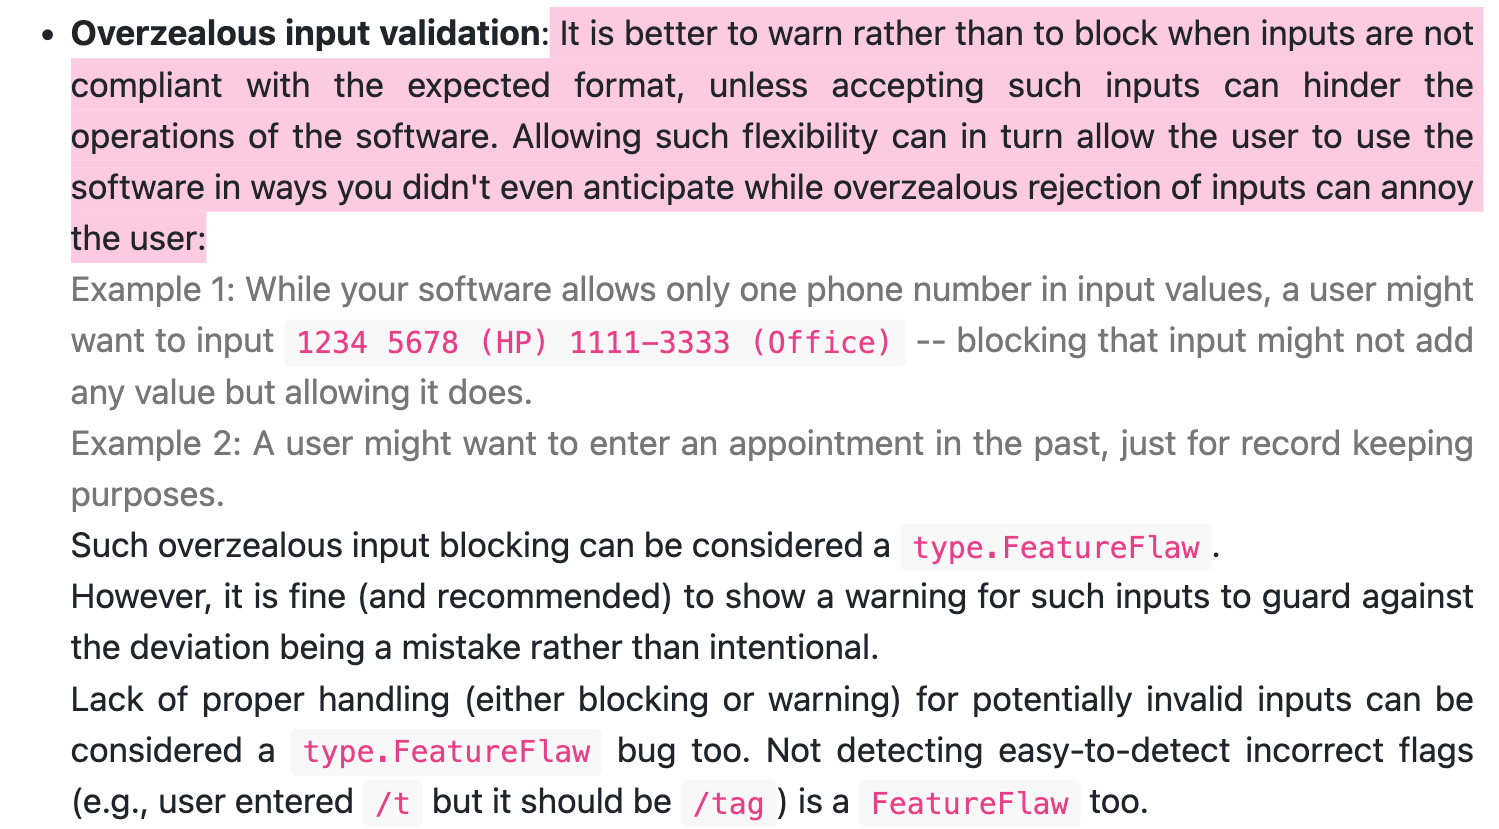 • Overzealous input validation: It is better to warn rather than to block when inputs are not
compliant with the expected format, unless accepting such inputs can hinder the
operations of the software. Allowing such flexibility can in turn allow the user to use the
software in ways you didn't even anticipate while overzealous rejection of inputs can annoy
the user:
Example 1: While your software allows only one phone number in input values, a user might
want to input 1234 5678 (HP) 1111-3333 (Office) -- blocking that input might not add
any value but allowing it does.
Example 2: A user might want to enter an appointment in the past, just for record keeping
purposes.
Such overzealous input blocking can be considered a type.FeatureFlaw.
However, it is fine (and recommended) to show a warning for such inputs to guard against
the deviation being a mistake rather than intentional.
Lack of proper handling (either blocking or warning) for potentially invalid inputs can be
considered a type.FeatureFlaw bug too. Not detecting easy-to-detect incorrect flags
(e.g., user entered /t but it should be /tag) is a FeatureFlaw too.